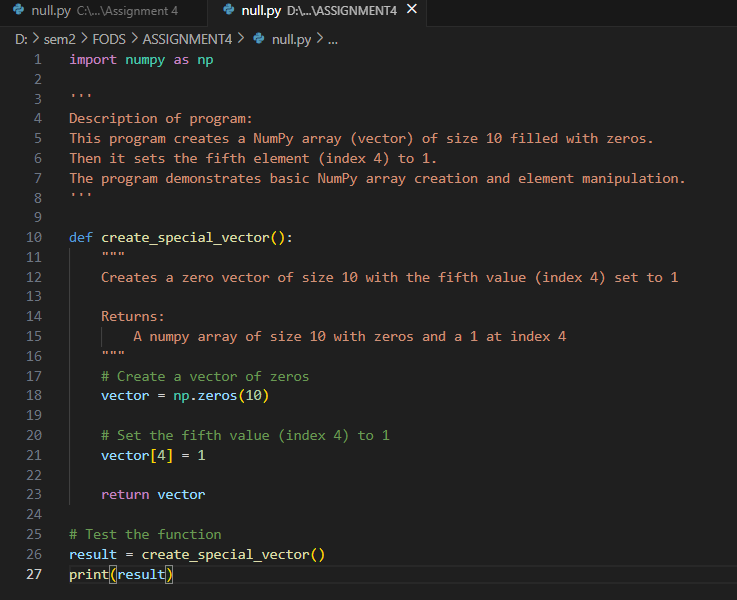 null.py C:\...\Assignment 4
null.py D:\...\ASSIGNMENT4
D: > sem2 > FODS > ASSIGNMENT4 > null.py > ...
1 import numpy as np
2
3 '''
4 Description of program:
5 This program creates a NumPy array (vector) of size 10 filled with zeros.
6 Then it sets the fifth element (index 4) to 1.
7 The program demonstrates basic NumPy array creation and element manipulation.
8 '''
9
10 def create_special_vector():
11     """
12     Creates a zero vector of size 10 with the fifth value (index 4) set to 1
13
14     Returns:
15         A numpy array of size 10 with zeros and a 1 at index 4
16     """
17     # Create a vector of zeros
18     vector = np.zeros(10)
19
20     # Set the fifth value (index 4) to 1
21     vector[4] = 1
22
23     return vector
24
25 # Test the function
26 result = create_special_vector()
27 print(result)